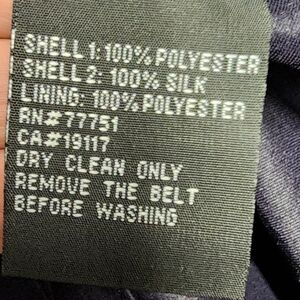 SHELL 1: 100% POLYESTER
SHELL 2: 100% SILK
LINING: 100% POLYESTER
RN#77751
CA#19117
DRY CLEAN ONLY
REMOVE THE BELT
BEFORE WASHING